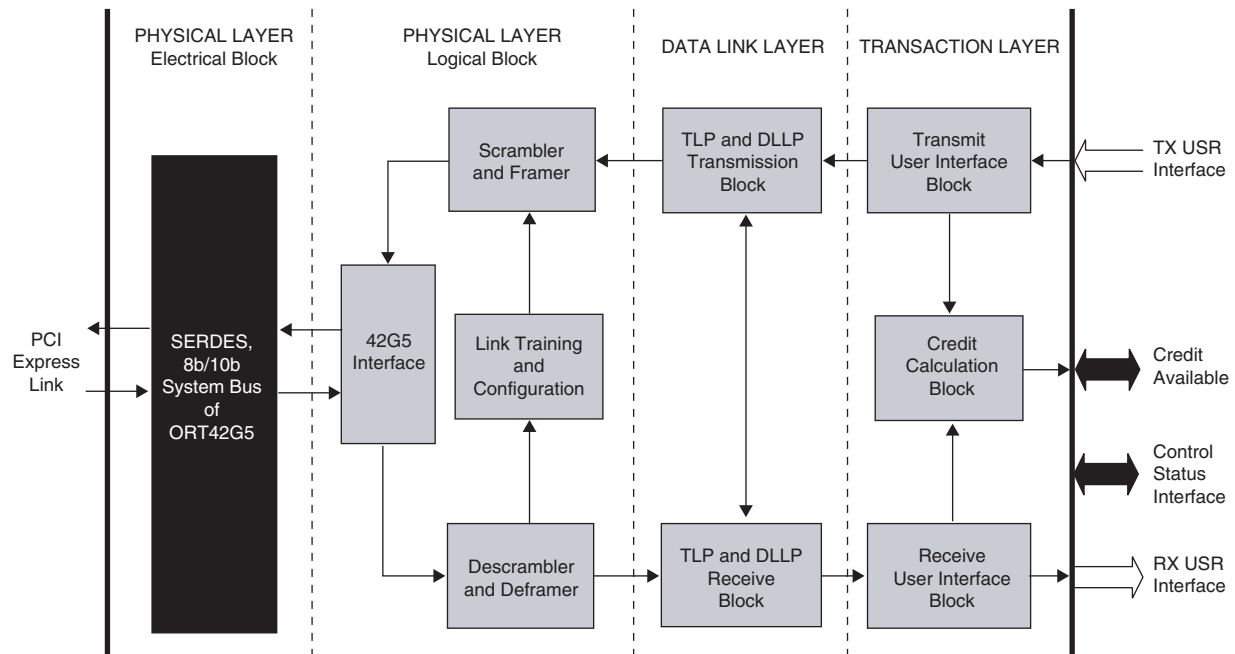 PHYSICAL LAYER
Electrical Block
PHYSICAL LAYER
Logical Block
DATA LINK LAYER
TRANSACTION LAYER
Scrambler
and Framer
TLP and DLLP
Transmission
Block
Transmit
User Interface
Block
TX USR
Interface
PCI
Express
Link
SERDES,
8b/10b
System Bus
of
ORT42G5
42G5
Interface
Link Training
and
Configuration
Credit
Calculation
Block
Credit
Available
Control
Status
Interface
Descrambler
and Deframer
TLP and DLLP
Receive
Block
Receive
User Interface
Block
RX USR
Interface